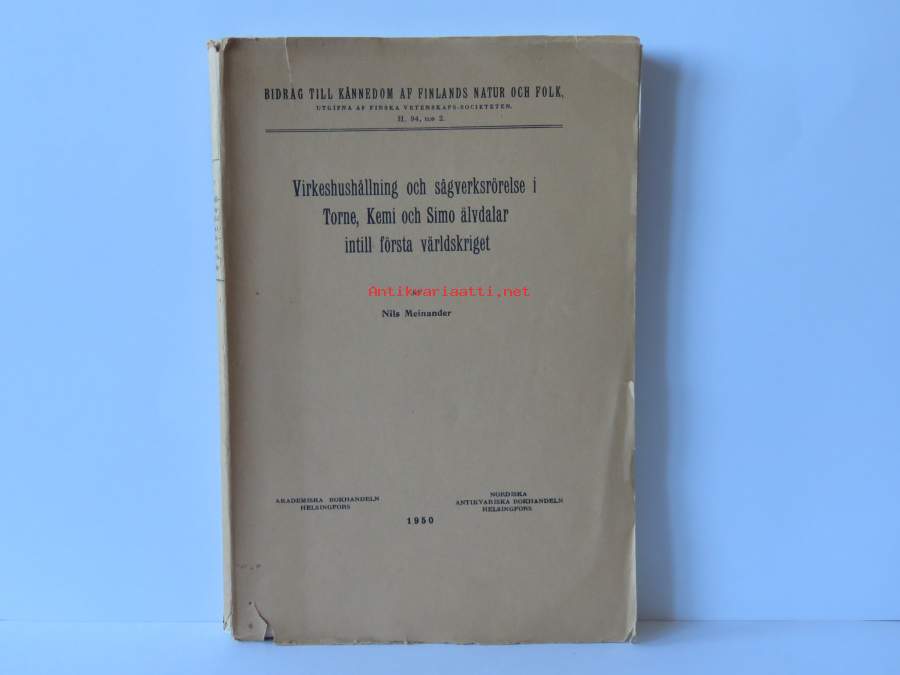 BIDRAG TILL KÄNNEDOM AF FINLANDS NATUR OCH FOLK,
UTGIFNA AF FINSKA VETENSKAPS-SOCIETETEN.
H. 94, n:o 2.
Virkeshushållning och sågverksrörelse i
Torne, Kemi och Simo älvdalar
intill första världskriget
Antikvariaatti.net
Nils Meinander
AKADEMISKA BOKHANDELN
HELSINGFORS
NORDISKA
ANTIKVARISKA BOKHANDELN
HELSINGFORS
1950